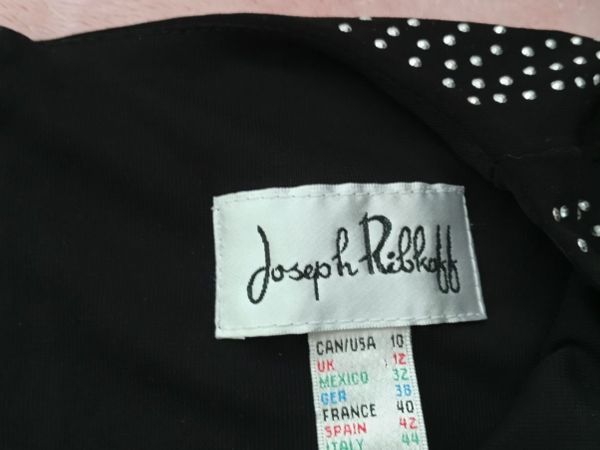 Joseph Ribkoff
CAN/USA 10
UK 12
MEXICO 32
GER 38
FRANCE 40
SPAIN 42
ITALY 44